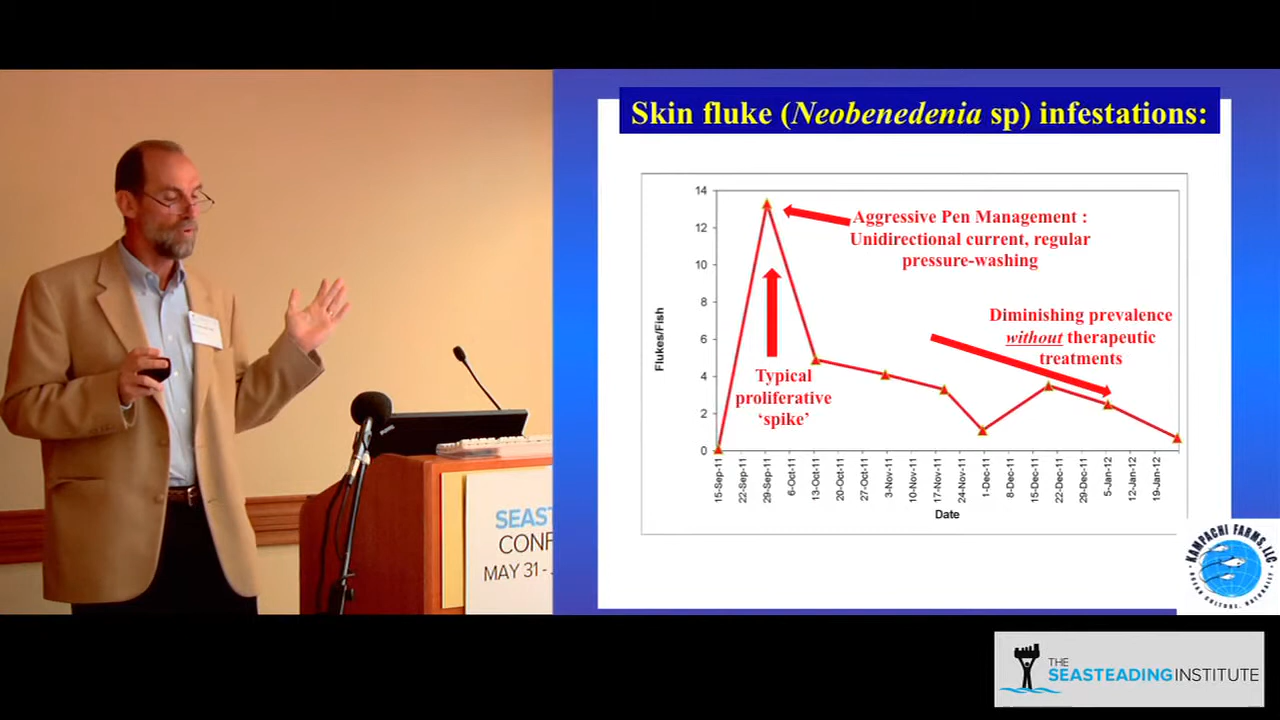 Skin fluke (Neobenedenia sp) infestations:
14
12
10
8
6
4
2
0
Flukes/Fish
Aggressive Pen Management :
Unidirectional current, regular
pressure-washing
Diminishing prevalence
without therapeutic
treatments
Typical
proliferative
‘spike’
15-Sep-11
22-Sep-11
29-Sep-11
6-Oct-11
13-Oct-11
20-Oct-11
27-Oct-11
3-Nov-11
10-Nov-11
17-Nov-11
24-Nov-11
1-Dec-11
8-Dec-11
15-Dec-11
22-Dec-11
29-Dec-11
5-Jan-12
12-Jan-12
19-Jan-12
Date
SEAST
CONF
MAY 31 -
KAMPACHI FARMS, LLC
OCEAN CULTURE, NATURALLY
THE
SEASTEADING INSTITUTE